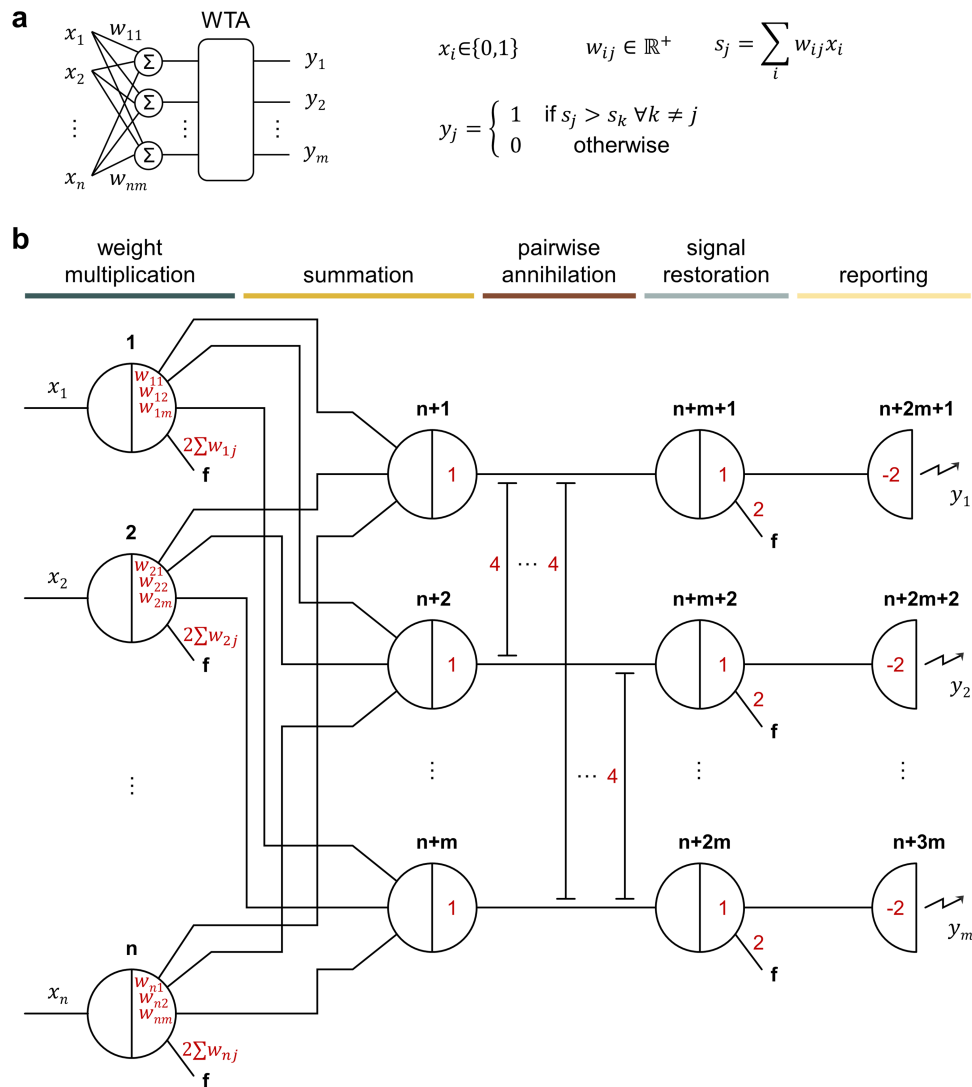 a
WTA
x₁ w₁₁ Σ y₁
x₂ Σ y₂
⋮ ⋮ ⋮
xₙ wₙₘ Σ yₘ
xᵢ∈{0,1} wᵢⱼ ∈ ℝ⁺ sⱼ = ∑ᵢ wᵢⱼxᵢ
yⱼ = { 1 if sⱼ > sₖ ∀k ≠ j
0 otherwise
b
weight multiplication
summation
pairwise annihilation
signal restoration
reporting
1
x₁
w₁₁
w₁₂
w₁ₘ
2∑w₁ⱼ
f
2
x₂
w₂₁
w₂₂
w₂ₘ
2∑w₂ⱼ
f
⋮
n
xₙ
wₙ₁
wₙ₂
wₙₘ
2∑wₙⱼ
f
n+1
1
n+2
1
⋮
n+m
1
4 ⋯ 4
⋯ 4
n+m+1
1
2
f
n+m+2
1
2
f
⋮
n+2m
1
2
f
n+2m+1
-2
y₁
n+2m+2
-2
y₂
⋮
n+3m
-2
yₘ